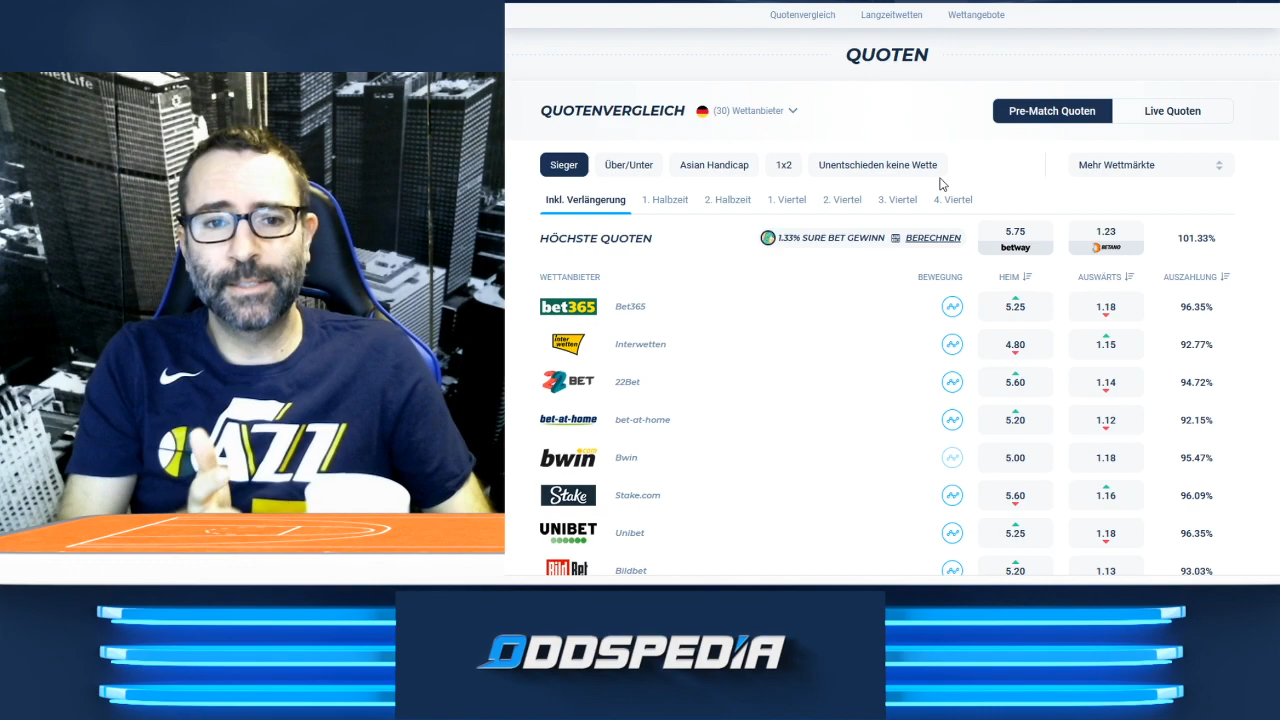 Quotenvergleich Langzeitwetten Wettangebote
QUOTEN
QUOTENVERGLEICH (30) Wettanbieter Pre-Match Quoten Live Quoten
Sieger Über/Unter Asian Handicap 1x2 Unentschieden keine Wette Mehr Wettmärkte
Inkl. Verlängerung 1. Halbzeit 2. Halbzeit 1. Viertel 2. Viertel 3. Viertel 4. Viertel
HÖCHSTE QUOTEN 1.33% SURE BET GEWINN BERECHNEN 5.75 1.23 101.33%
betway BETANO
WETTANBIETER BEWEGUNG HEIM AUSWÄRTS AUSZAHLUNG
bet365 Bet365 5.25 1.18 96.35%
inter wetten Interwetten 4.80 1.15 92.77%
22BET 22Bet 5.60 1.14 94.72%
bet-at-home bet-at-home 5.20 1.12 92.15%
bwin.com Bwin 5.00 1.18 95.47%
Stake Stake.com 5.60 1.16 96.09%
UNIBET Unibet 5.25 1.18 96.35%
BildBet Bildbet 5.20 1.13 93.03%
MetLife
JAZZ
ODDSPEDIA